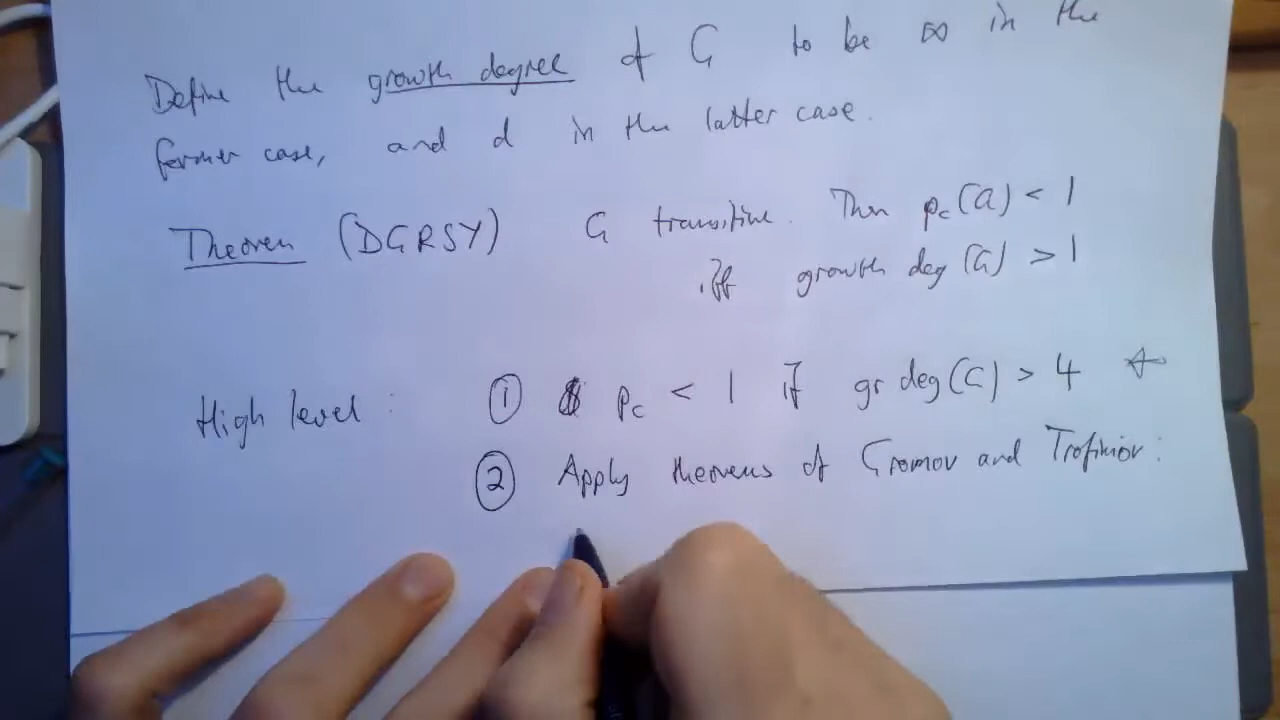 Define the growth degree of G to be ∞ in the
former case, and d in the latter case.
Theorem (DGRSY) G transitive. Then pc(G) < 1
iff growth deg (G) > 1
High level: ① pc < 1 if gr deg(G) > 4 ←
② Apply theorems of Gromov and Trofimov: